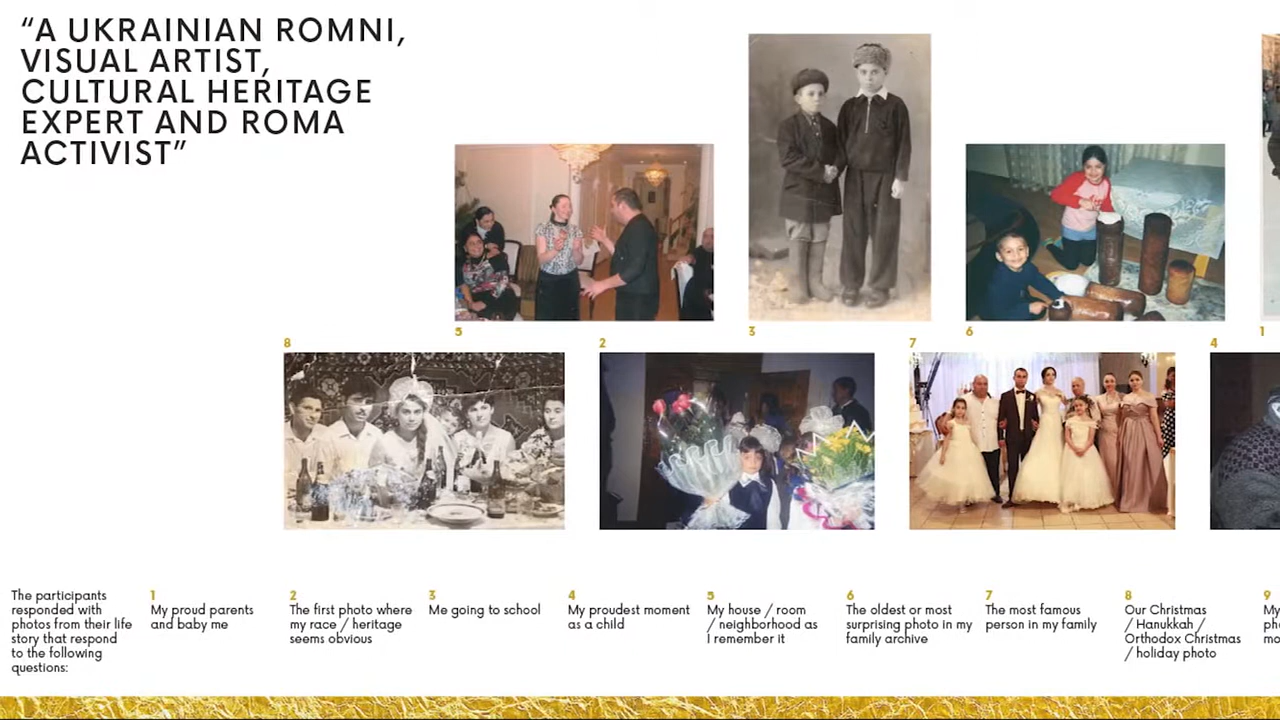 “A UKRAINIAN ROMNI,
VISUAL ARTIST,
CULTURAL HERITAGE
EXPERT AND ROMA
ACTIVIST”
5
3
6
1
8
2
7
4
The participants
responded with
photos from their life
story that respond
to the following
questions:
1
My proud parents
and baby me
2
The first photo where
my race / heritage
seems obvious
3
Me going to school
4
My proudest moment
as a child
5
My house / room
/ neighborhood as
I remember it
6
The oldest or most
surprising photo in my
family archive
7
The most famous
person in my family
8
Our Christmas
/ Hanukkah /
Orthodox Christmas
/ holiday photo
9
My